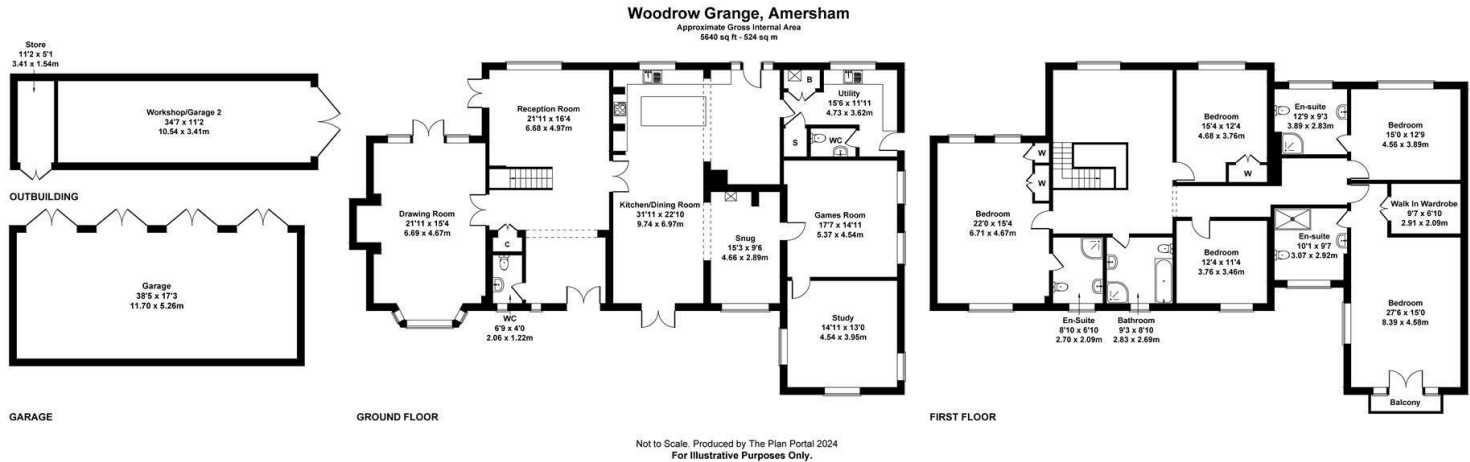 Woodrow Grange, Amersham
Approximate Gross Internal Area
5640 sq ft - 524 sq m
Store
11'2 x 5'1
3.41 x 1.54m
Workshop/Garage 2
34'7 x 11'2
10.54 x 3.41m
OUTBUILDING
Garage
38'5 x 17'3
11.70 x 5.26m
GARAGE
Reception Room
21'11 x 16'4
6.68 x 4.97m
B
Utility
15'6 x 11'11
4.73 x 3.62m
S
WC
Drawing Room
21'11 x 15'4
6.69 x 4.67m
Kitchen/Dining Room
31'11 x 22'10
9.74 x 6.97m
Games Room
17'7 x 14'11
5.37 x 4.54m
C
Snug
15'3 x 9'6
4.66 x 2.89m
WC
6'9 x 4'0
2.06 x 1.22m
Study
14'11 x 13'0
4.54 x 3.95m
GROUND FLOOR
Bedroom
15'4 x 12'4
4.68 x 3.76m
W
En-suite
12'9 x 9'3
3.89 x 2.83m
Bedroom
15'0 x 12'9
4.56 x 3.89m
W
W
Bedroom
22'0 x 15'4
6.71 x 4.67m
Walk In Wardrobe
9'7 x 6'10
2.91 x 2.09m
Bedroom
12'4 x 11'4
3.76 x 3.46m
En-suite
10'1 x 9'7
3.07 x 2.92m
En-Suite
8'10 x 6'10
2.70 x 2.09m
Bathroom
9'3 x 8'10
2.83 x 2.69m
Bedroom
27'6 x 15'0
8.39 x 4.58m
Balcony
FIRST FLOOR
Not to Scale. Produced by The Plan Portal 2024
For Illustrative Purposes Only.